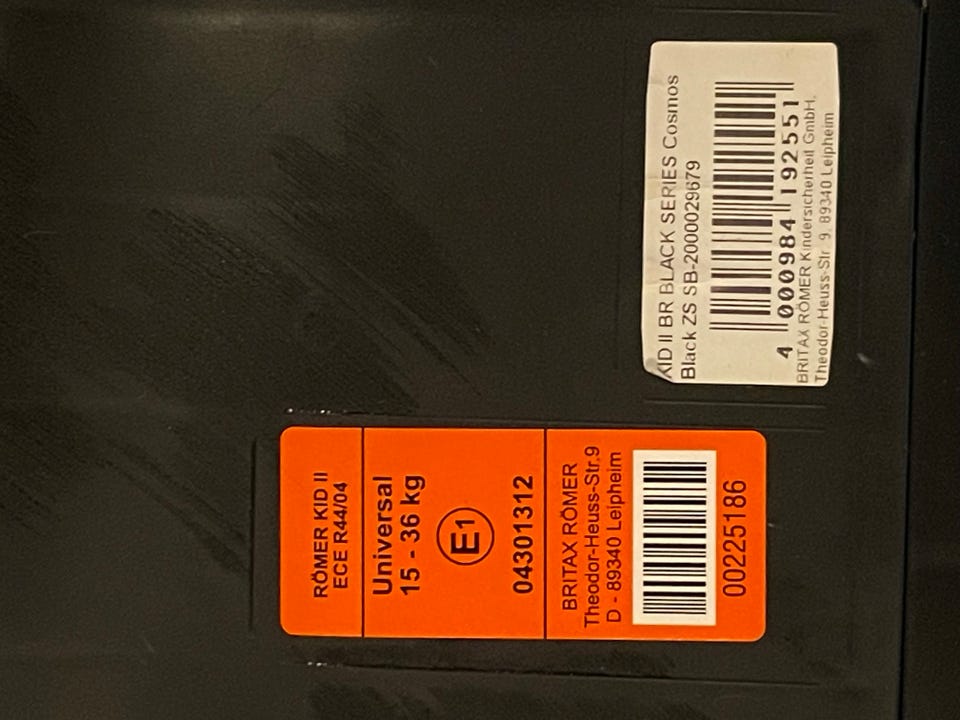 RÖMER KID II
ECE R44/04
Universal
15 - 36 kg
E1
04301312
BRITAX RÖMER
Theodor-Heuss-Str.9
D - 89340 Leipheim
00225186
KID II BR BLACK SERIES Cosmos
Black ZS SB-2000029679
4 000984 192551
BRITAX RÖMER Kindersicherheit GmbH,
Theodor-Heuss-Str. 9, 89340 Leipheim